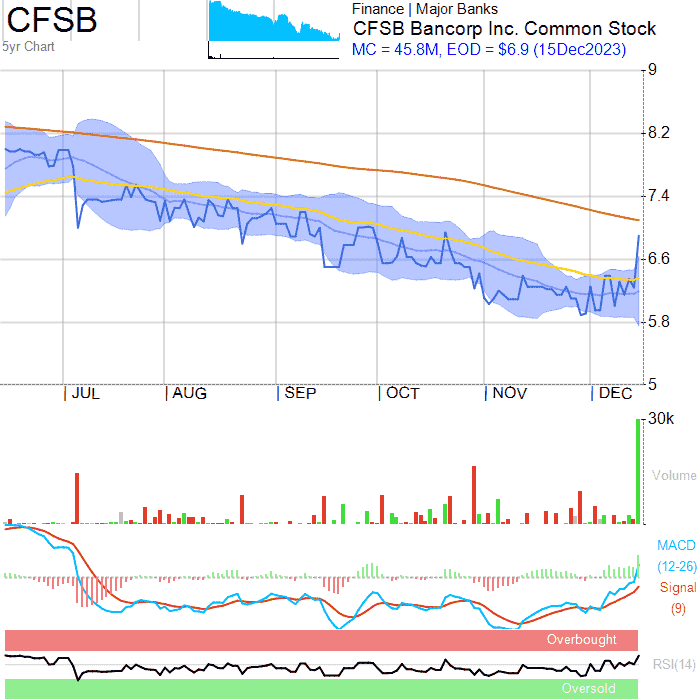 CFSB
5yr Chart
Finance | Major Banks
CFSB Bancorp Inc. Common Stock
MC = 45.8M, EOD = $6.9 (15Dec2023)
9
8.2
7.4
6.6
5.8
5
JUL AUG SEP OCT NOV DEC
30k
Volume
MACD
(12-26)
Signal
(9)
Overbought
RSI(14)
Oversold